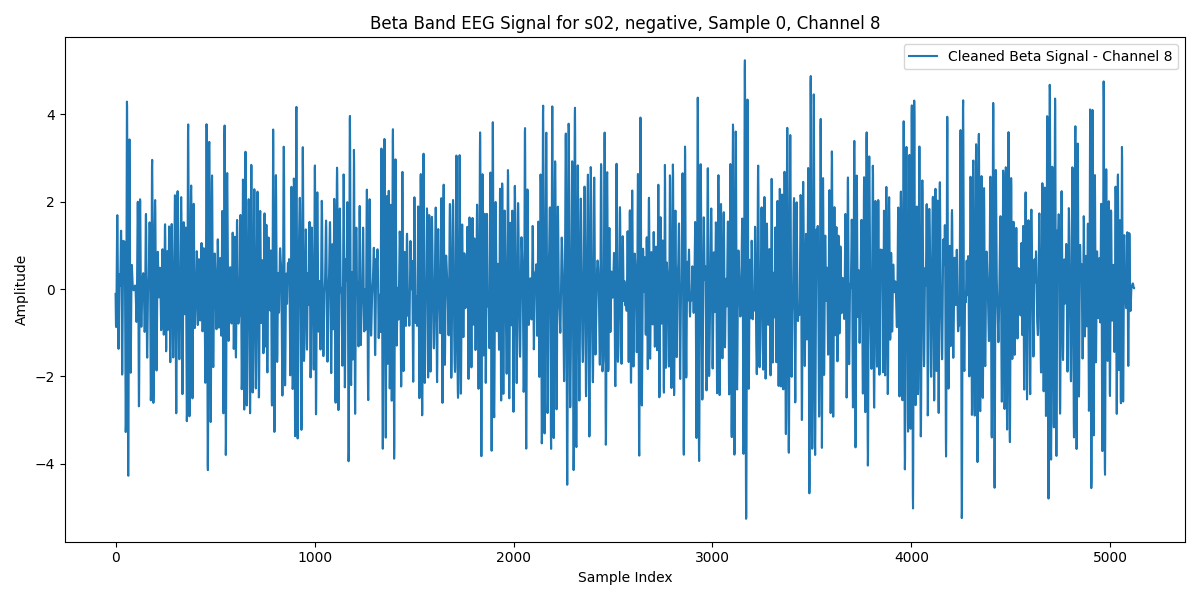 Beta Band EEG Signal for s02, negative, Sample 0, Channel 8
Cleaned Beta Signal - Channel 8
Amplitude
4
2
0
−2
−4
0 1000 2000 3000 4000 5000
Sample Index